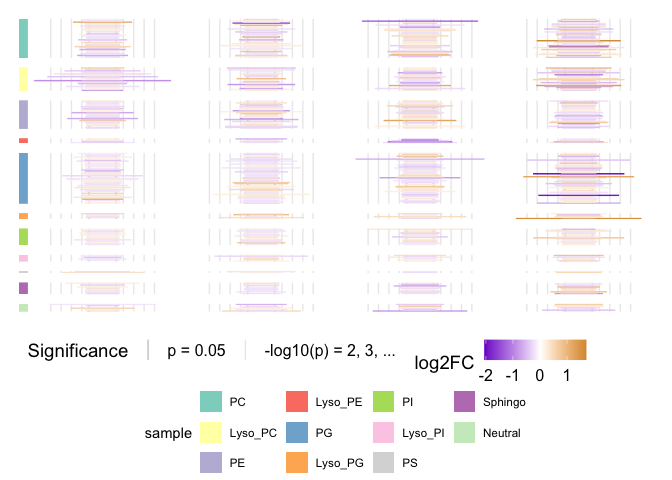 Significance p = 0.05 -log10(p) = 2, 3, ... log2FC
-2 -1 0 1
PC Lyso_PE PI Sphingo
sample Lyso_PC PG Lyso_PI Neutral
PE Lyso_PG PS